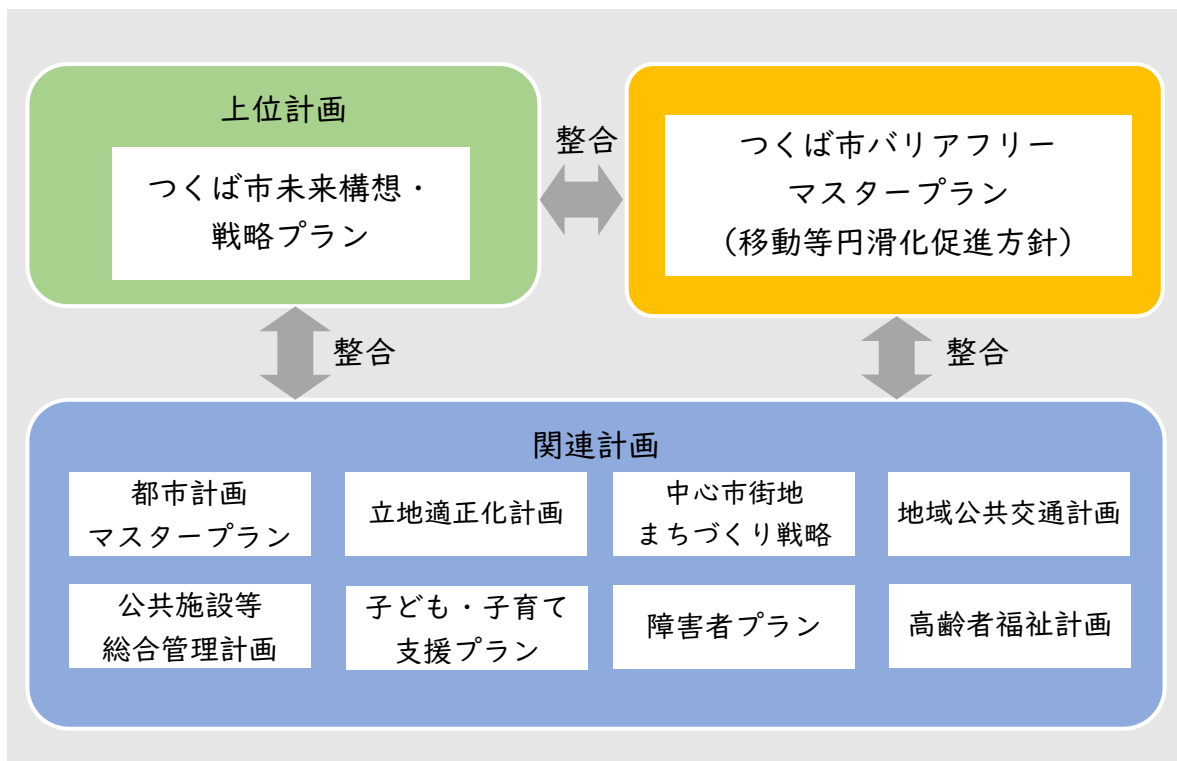 上位計画
つくば市未来構想・
戦略プラン
整合
つくば市バリアフリー
マスタープラン
(移動等円滑化促進方針)
整合
整合
関連計画
都市計画
マスタープラン
立地適正化計画
中心市街地
まちづくり戦略
地域公共交通計画
公共施設等
総合管理計画
子ども・子育て
支援プラン
障害者プラン
高齢者福祉計画